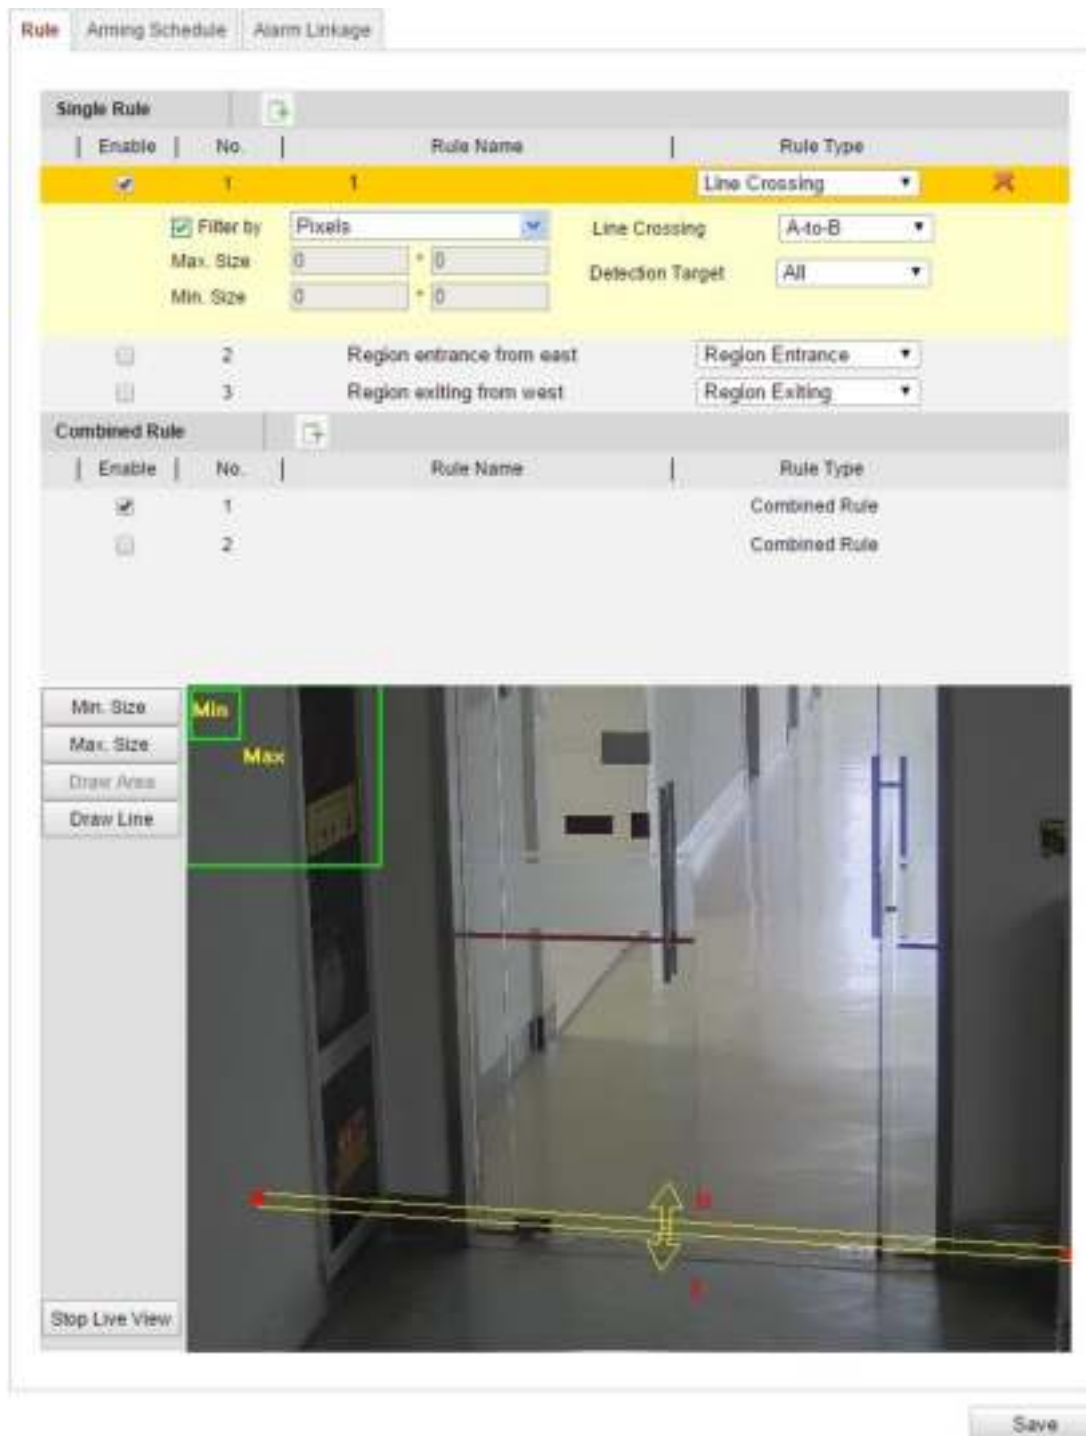 Rule Arming Schedule Alarm Linkage
Single Rule
Enable No. Rule Name Rule Type
1 1 Line Crossing
Filter by Pixels Line Crossing A-to-B
Max. Size 0 * 0 Detection Target All
Min. Size 0 * 0
2 Region entrance from east Region Entrance
3 Region exiting from west Region Exiting
Combined Rule
Enable No. Rule Name Rule Type
1 Combined Rule
2 Combined Rule
Min. Size
Max. Size
Draw Area
Draw Line
Min
Max
Stop Live View
Save